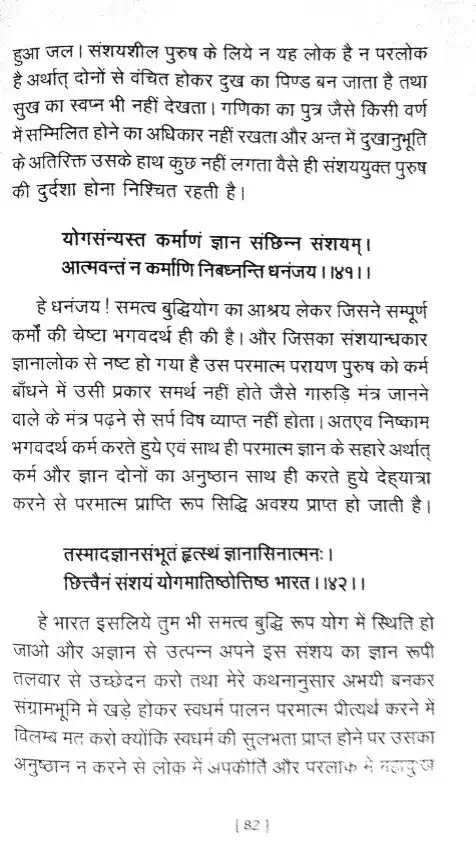 हुआ जल। संशयशील पुरुष के लिये न यह लोक है न परलोक
है अर्थात् दोनों से वंचित होकर दुख का पिण्ड बन जाता है तथा
सुख का स्वप्न भी नहीं देखता। गणिका का पुत्र जैसे किसी वर्ण
में सम्मिलित होने का अधिकार नहीं रखता और अन्त में दुखानुभूति
के अतिरिक्त उसके हाथ कुछ नहीं लगता वैसे ही संशययुक्त पुरुष
की दुर्दशा होना निश्चित रहती है।
योगसंन्यस्त कर्माणं ज्ञान संछिन्न संशयम्।
आत्मवन्तं न कर्माणि निबध्नन्ति धनंजय।।४१।।
हे धनंजय ! समत्व बुद्धियोग का आश्रय लेकर जिसने सम्पूर्ण
कर्मों की चेष्टा भगवदर्थ ही की है। और जिसका संशयान्धकार
ज्ञानालोक से नष्ट हो गया है उस परमात्म परायण पुरुष को कर्म
बाँधने में उसी प्रकार समर्थ नहीं होते जैसे गारुड़ि मंत्र जानने
वाले के मंत्र पढ़ने से सर्प विष व्याप्त नहीं होता। अतएव निष्काम
भगवदर्थ कर्म करते हुये एवं साथ ही परमात्म ज्ञान के सहारे अर्थात्
कर्म और ज्ञान दोनों का अनुष्ठान साथ ही करते हुये देहयात्रा
करने से परमात्म प्राप्ति रूप सिद्धि अवश्य प्राप्त हो जाती है।
तस्मादज्ञानसंभूतं हृत्स्थं ज्ञानासिनात्मनः।
छित्त्वैनं संशयं योगमातिष्ठोत्तिष्ठ भारत।।४२।।
हे भारत इसलिये तुम भी समत्व बुद्धि रूप योग में स्थिति हो
जाओ और अज्ञान से उत्पन्न अपने इस संशय का ज्ञान रूपी
तलवार से उच्छेदन करो तथा मेरे कथनानुसार अभयी बनकर
संग्रामभूमि में खड़े होकर स्वधर्म पालन परमात्म प्रीत्यर्थ करने में
विलम्ब मत करो क्योंकि स्वधर्म की सुलभता प्राप्त होने पर उसका
अनुष्ठान न करने से लोक में अपकीर्ति और परलोक में महादुख
[ 82 ]